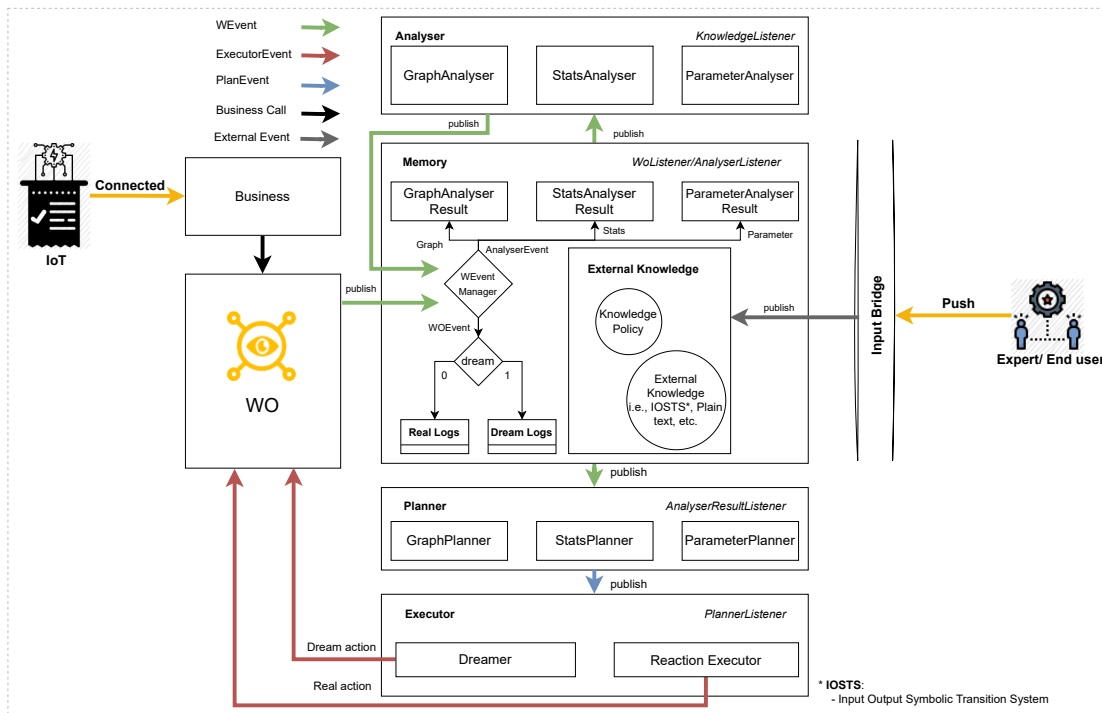 WEvent
ExecutorEvent
PlanEvent
Business Call
External Event
Analyser
KnowledgeListener
GraphAnalyser
StatsAnalyser
ParameterAnalyser
publish
publish
Connected
IoT
Business
Memory
WoListener/AnalyserListener
GraphAnalyser
Result
StatsAnalyser
Result
ParameterAnalyser
Result
Graph
AnalyserEvent
Stats
Parameter
publish
WO
WEvent
Manager
WOEvent
dream
0
1
Real Logs
Dream Logs
External Knowledge
Knowledge
Policy
External
Knowledge
i.e., IOSTS*, Plain
text, etc.
publish
Input Bridge
Push
Expert/ End user
publish
Planner
AnalyserResultListener
GraphPlanner
StatsPlanner
ParameterPlanner
publish
Executor
PlannerListener
Dreamer
Reaction Executor
Dream action
Real action
* IOSTS:
- Input Output Symbolic Transition System